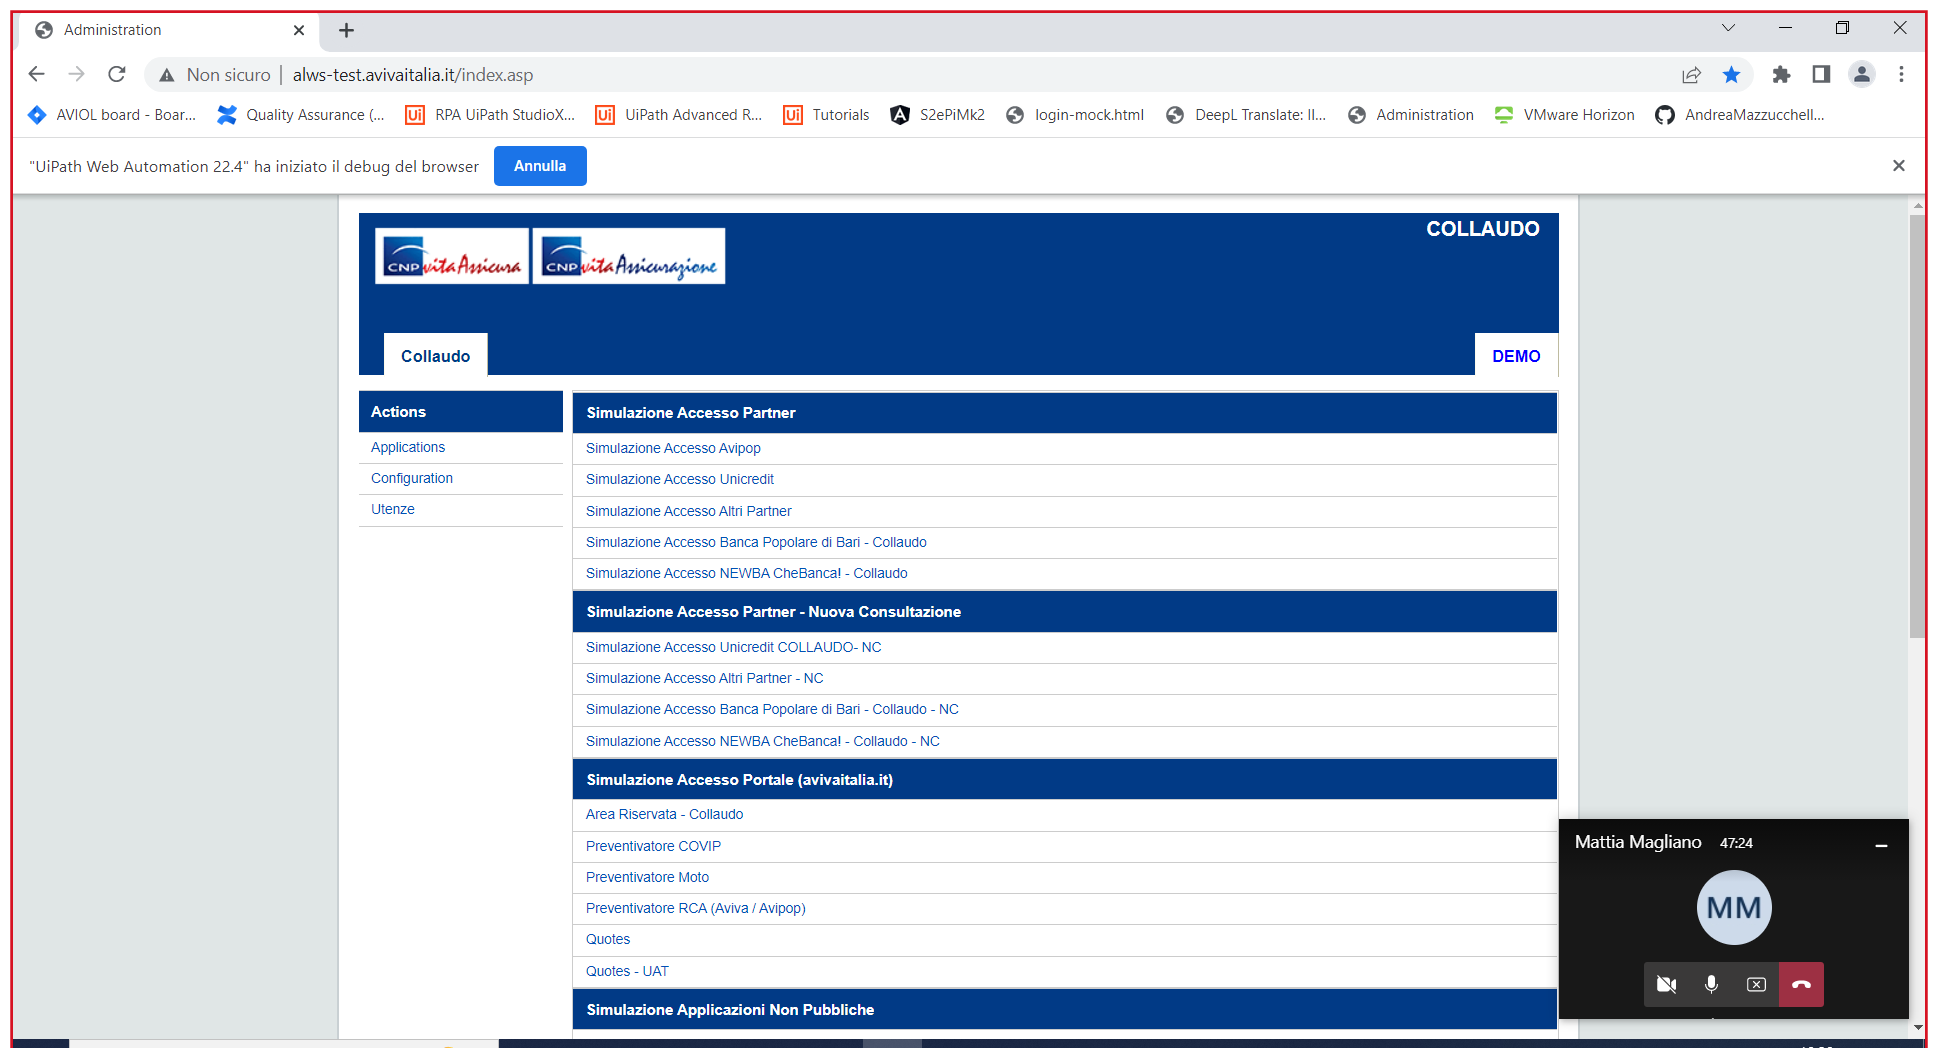 Administration
Non sicuro | alws-test.avivaitalia.it/index.asp
AVIOL board - Boar... Quality Assurance (... RPA UiPath StudioX... UiPath Advanced R... Tutorials S2ePiMk2 login-mock.html DeepL Translate: Il... Administration VMware Horizon AndreaMazzucchell...
"UiPath Web Automation 22.4" ha iniziato il debug del browser Annulla
COLLAUDO
CNP vita Assicura CNP vita Assicurazione
Collaudo DEMO
Actions
Applications
Configuration
Utenze
Simulazione Accesso Partner
Simulazione Accesso Avipop
Simulazione Accesso Unicredit
Simulazione Accesso Altri Partner
Simulazione Accesso Banca Popolare di Bari - Collaudo
Simulazione Accesso NEWBA CheBanca! - Collaudo
Simulazione Accesso Partner - Nuova Consultazione
Simulazione Accesso Unicredit COLLAUDO- NC
Simulazione Accesso Altri Partner - NC
Simulazione Accesso Banca Popolare di Bari - Collaudo - NC
Simulazione Accesso NEWBA CheBanca! - Collaudo - NC
Simulazione Accesso Portale (avivaitalia.it)
Area Riservata - Collaudo
Preventivatore COVIP
Preventivatore Moto
Preventivatore RCA (Aviva / Avipop)
Quotes
Quotes - UAT
Simulazione Applicazioni Non Pubbliche
Mattia Magliano 47:24
MM